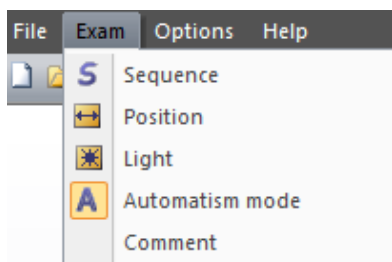 File Exam Options Help
S Sequence
Position
Light
A Automatism mode
Comment